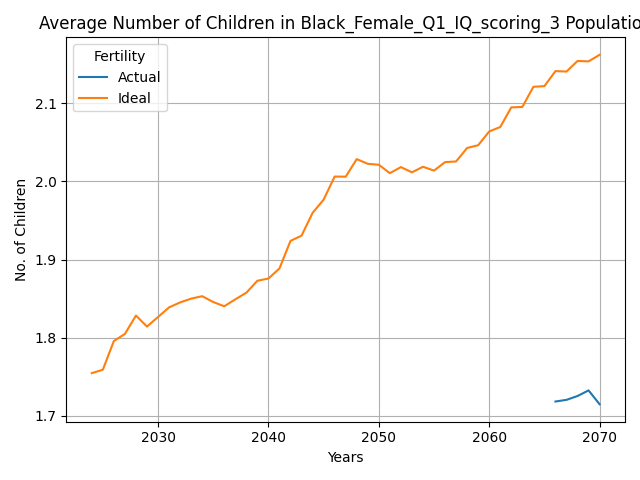 Average Number of Children in Black_Female_Q1_IQ_scoring_3 Populatio
Fertility
Actual
Ideal
No. of Children
2.1
2.0
1.9
1.8
1.7
2030 2040 2050 2060 2070
Years